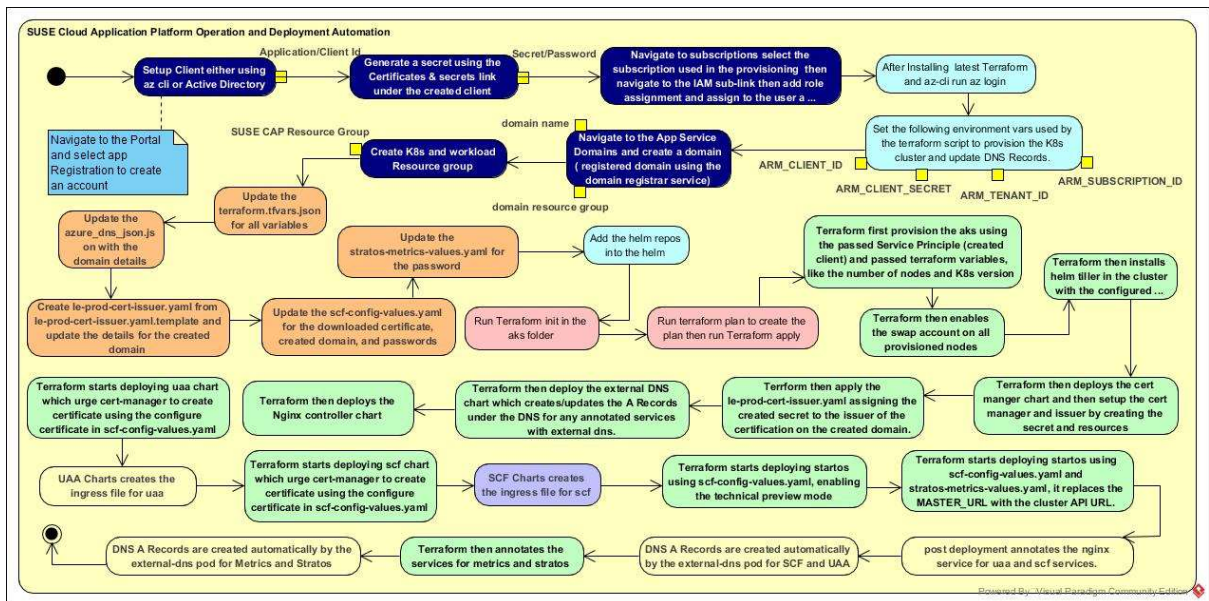 SUSE Cloud Application Platform Operation and Deployment Automation
Application/Client Id
Secret/Password
Setup Client either using
az cli or Active Directory
Generate a secret using the
Certificates & secrets link
under the created client
Navigate to subscriptions select the
subscription used in the provisioning then
navigate to the IAM sub-link then add role
assignment and assign to the user a ...
After Installing latest Terraform
and az-cli run az login
Navigate to the Portal
and select app
Registration to create
an account
SUSE CAP Resource Group
Create K8s and workload
Resource group
domain name
Navigate to the App Service
Domains and create a domain
( registered domain using the
domain registrar service)
domain resource group
Set the following environment vars used by
the terraform script to provision the K8s
cluster and update DNS Records.
ARM_CLIENT_ID
ARM_CLIENT_SECRET
ARM_TENANT_ID
ARM_SUBSCRIPTION_ID
Update the
terraform.tfvars.json
for all variables
Update the
azure_dns_json.js
on with the
domain details
Create le-prod-cert-issuer.yaml from
le-prod-cert-issuer.yaml.template and
update the details for the created
domain
Update the scf-config-values.yaml
for the downloaded certificate,
created domain, and passwords
Update the
stratos-metrics-values.yaml for
the password
Add the helm repos
into the helm
Run Terraform init in the
aks folder
Run terraform plan to create the
plan then run Terraform apply
Terraform first provision the aks using
the passed Service Principle (created
client) and passed terraform variables,
like the number of nodes and K8s version
Terraform then enables
the swap account on all
provisioned nodes
Terraform then installs
helm tiller in the cluster
with the configured ...
Terraform then deploys the cert
manger chart and then setup the cert
manager and issuer by creating the
secret and resources
Terrform then apply the
le-prod-cert-issuer.yaml assigning the
created secret to the issuer of the
certification on the created domain.
Terraform then deploy the external DNS
chart which creates/updates the A Records
under the DNS for any annotated services
with external dns.
Terraform then deploys the
Nginx controller chart
Terraform starts deploying uaa chart
which urge cert-manager to create
certificate using the configure
certificate in scf-config-values.yaml
UAA Charts creates the
ingress file for uaa
Terraform starts deploying scf chart
which urge cert-manager to create
certificate using the configure
certificate in scf-config-values.yaml
SCF Charts creates
the ingress file for scf
Terraform starts deploying startos
using scf-config-values.yaml, enabling
the technical preview mode
Terraform starts deploying startos using
scf-config-values.yaml and
stratos-metrics-values.yaml, it replaces the
MASTER_URL with the cluster API URL.
post deployment annotates the nginx
service for uaa and scf services.
DNS A Records are created automatically
by the external-dns pod for SCF and UAA
Terraform then annotates the
services for metrics and stratos
DNS A Records are created automatically by the
external-dns pod for Metrics and Stratos
Powered By Visual Paradigm Community Edition